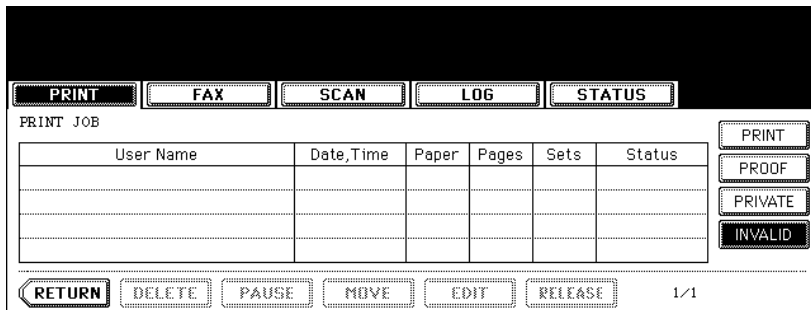 PRINT FAX SCAN LOG STATUS
PRINT JOB
PRINT
User Name Date,Time Paper Pages Sets Status
PROOF
PRIVATE
INVALID
RETURN DELETE PAUSE MOVE EDIT RELEASE 1/1